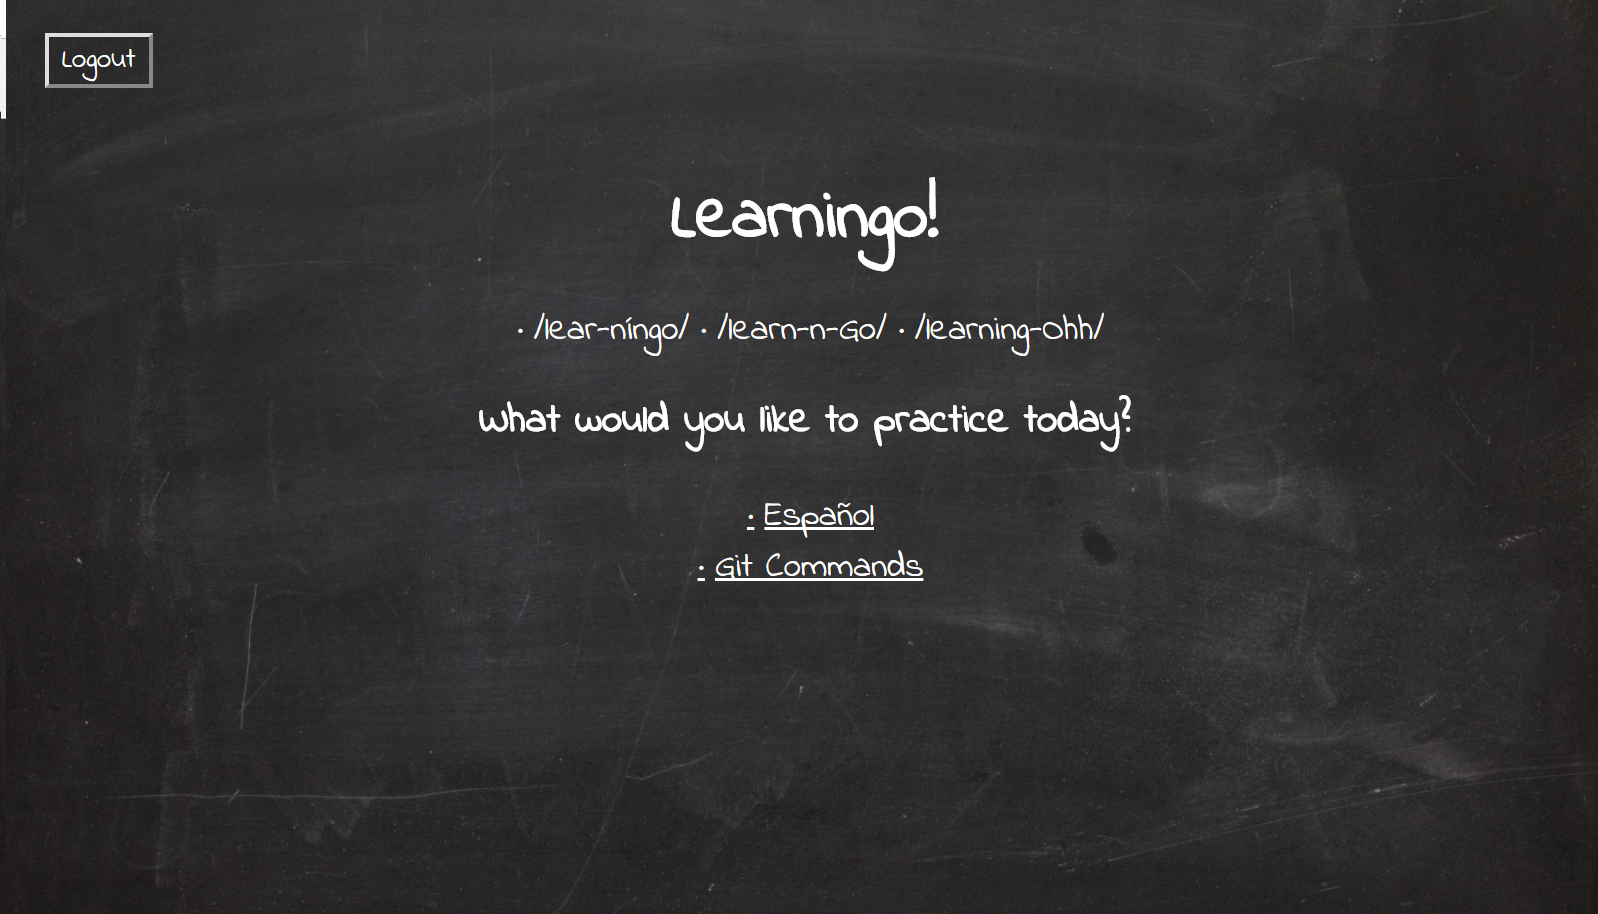 Logout
Learningo!
• /lear-níngo/ • /learn-n-Go/ • /learning-Ohh/
What would you like to practice today?
• Español
• Git Commands